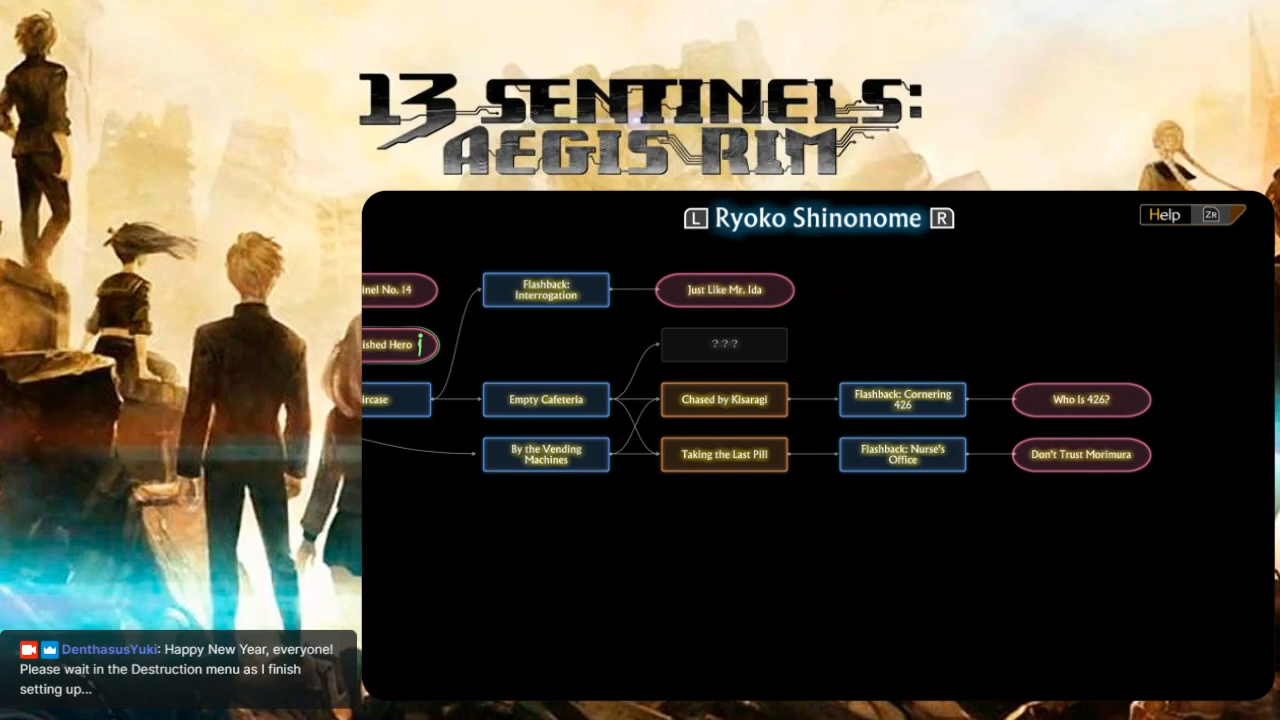 13 SENTINELS:
AEGIS RIM
L Ryoko Shinonome R
Help ZR
inel No. 14
Flashback:
Interrogation
Just Like Mr. Ida
ished Hero
? ? ?
ircase
Empty Cafeteria
Chased by Kisaragi
Flashback: Cornering
426
Who Is 426?
By the Vending
Machines
Taking the Last Pill
Flashback: Nurse's
Office
Don't Trust Morimura
DenthasusYuki: Happy New Year, everyone!
Please wait in the Destruction menu as I finish
setting up...